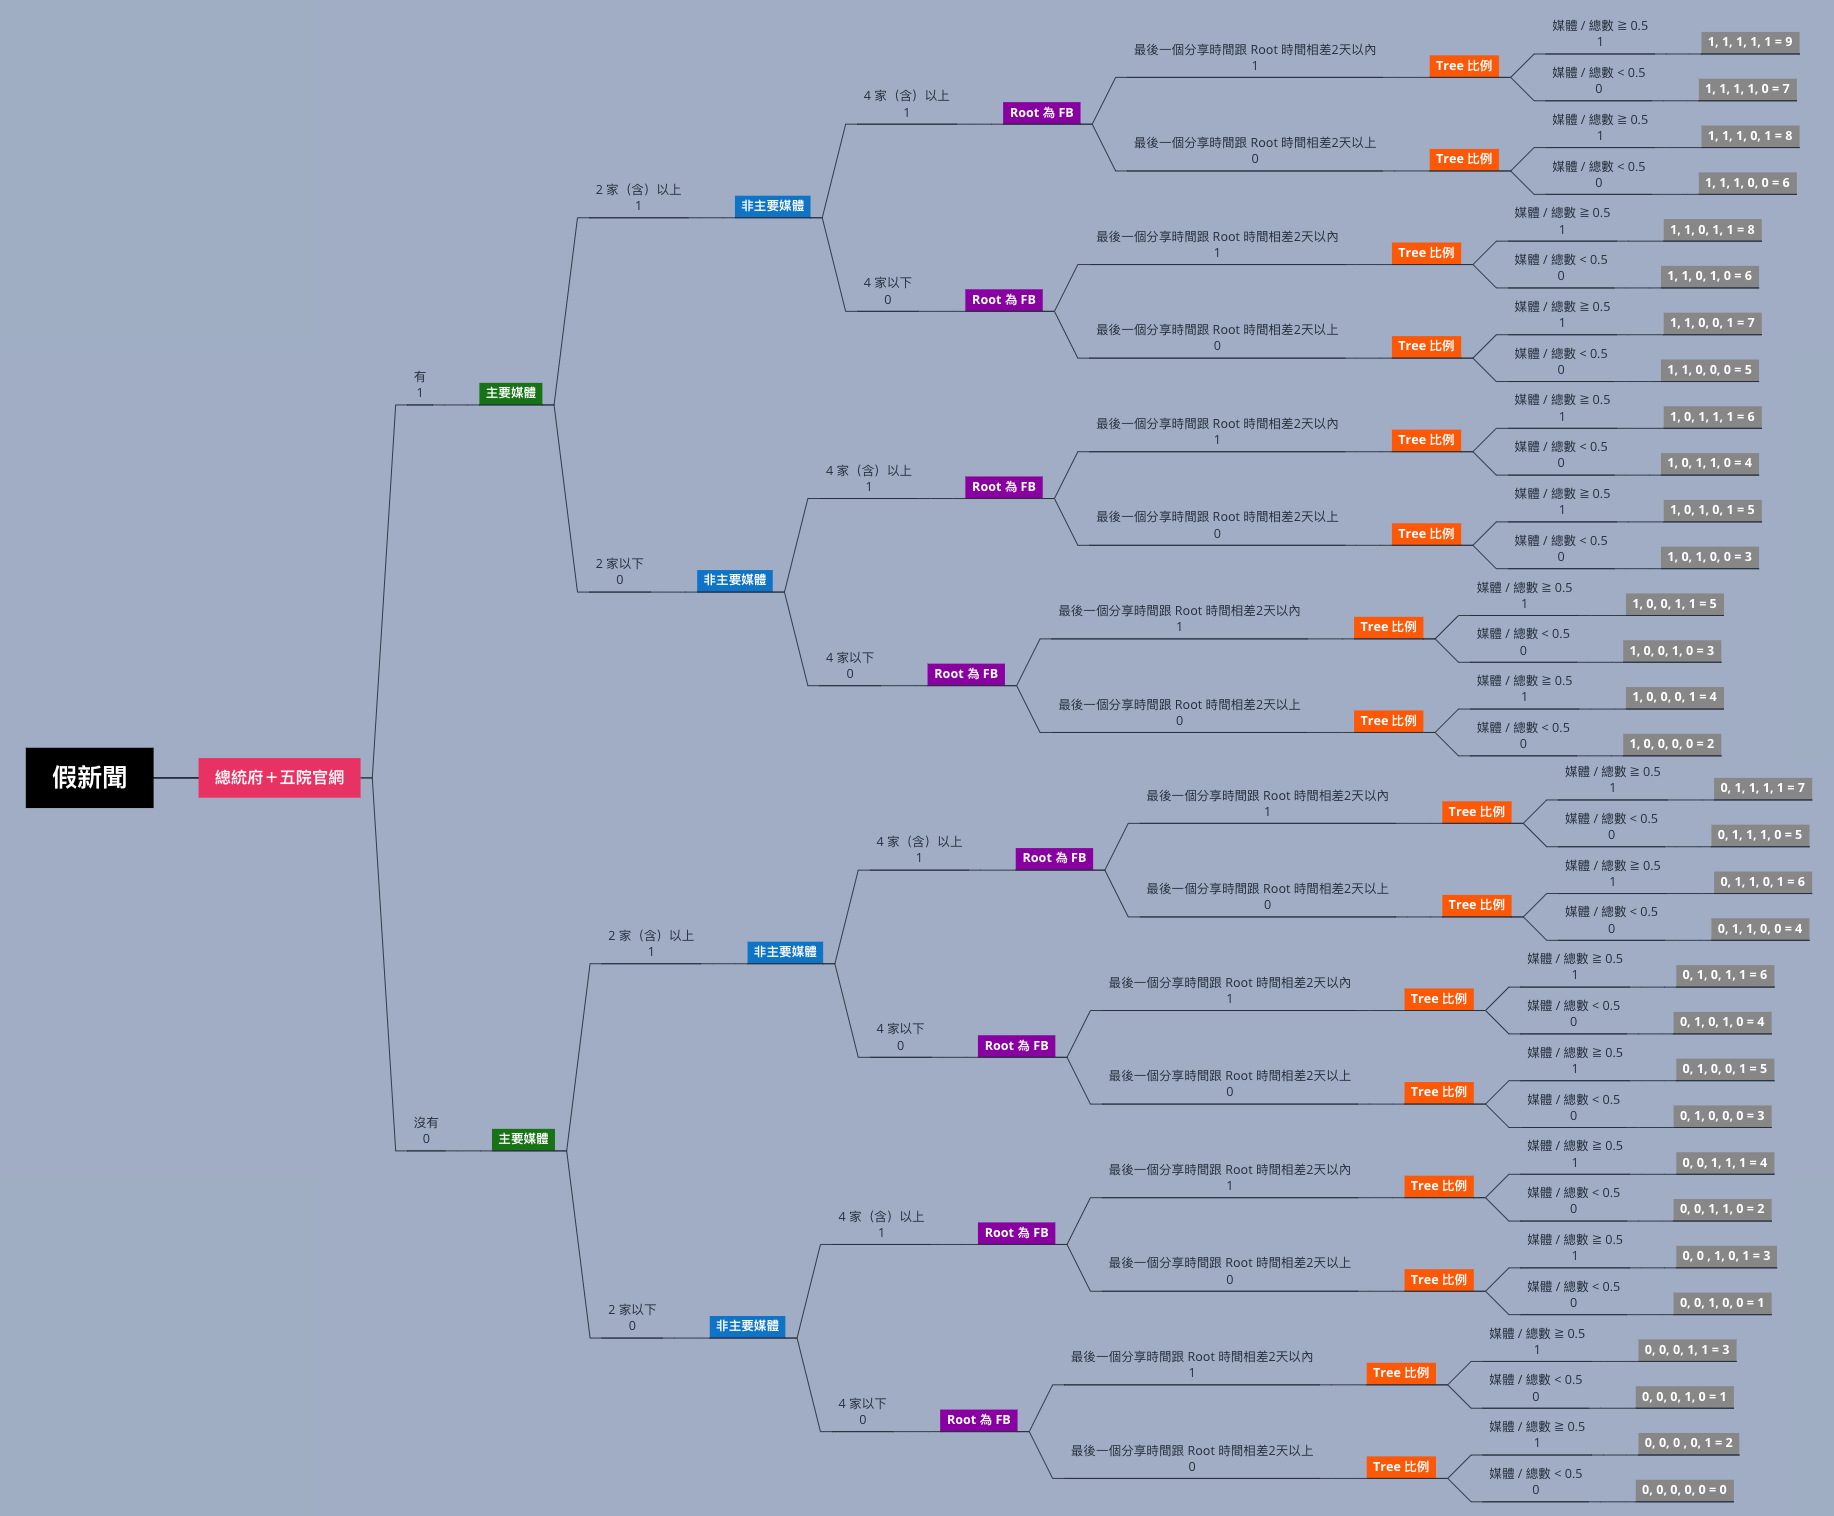 假新聞
總統府＋五院官網
有
1
主要媒體
2 家（含）以上
1
非主要媒體
4 家（含）以上
1
Root 為 FB
最後一個分享時間跟 Root 時間相差2天以內
1
Tree 比例
媒體 / 總數 ≧ 0.5
1
1, 1, 1, 1, 1 = 9
媒體 / 總數 < 0.5
0
1, 1, 1, 1, 0 = 7
最後一個分享時間跟 Root 時間相差2天以上
0
Tree 比例
媒體 / 總數 ≧ 0.5
1
1, 1, 1, 0, 1 = 8
媒體 / 總數 < 0.5
0
1, 1, 1, 0, 0 = 6
4 家以下
0
Root 為 FB
最後一個分享時間跟 Root 時間相差2天以內
1
Tree 比例
媒體 / 總數 ≧ 0.5
1
1, 1, 0, 1, 1 = 8
媒體 / 總數 < 0.5
0
1, 1, 0, 1, 0 = 6
最後一個分享時間跟 Root 時間相差2天以上
0
Tree 比例
媒體 / 總數 ≧ 0.5
1
1, 1, 0, 0, 1 = 7
媒體 / 總數 < 0.5
0
1, 1, 0, 0, 0 = 5
2 家以下
0
非主要媒體
4 家（含）以上
1
Root 為 FB
最後一個分享時間跟 Root 時間相差2天以內
1
Tree 比例
媒體 / 總數 ≧ 0.5
1
1, 0, 1, 1, 1 = 6
媒體 / 總數 < 0.5
0
1, 0, 1, 1, 0 = 4
最後一個分享時間跟 Root 時間相差2天以上
0
Tree 比例
媒體 / 總數 ≧ 0.5
1
1, 0, 1, 0, 1 = 5
媒體 / 總數 < 0.5
0
1, 0, 1, 0, 0 = 3
4 家以下
0
Root 為 FB
最後一個分享時間跟 Root 時間相差2天以內
1
Tree 比例
媒體 / 總數 ≧ 0.5
1
1, 0, 0, 1, 1 = 5
媒體 / 總數 < 0.5
0
1, 0, 0, 1, 0 = 3
最後一個分享時間跟 Root 時間相差2天以上
0
Tree 比例
媒體 / 總數 ≧ 0.5
1
1, 0, 0, 0, 1 = 4
媒體 / 總數 < 0.5
0
1, 0, 0, 0, 0 = 2
沒有
0
主要媒體
2 家（含）以上
1
非主要媒體
4 家（含）以上
1
Root 為 FB
最後一個分享時間跟 Root 時間相差2天以內
1
Tree 比例
媒體 / 總數 ≧ 0.5
1
0, 1, 1, 1, 1 = 7
媒體 / 總數 < 0.5
0
0, 1, 1, 1, 0 = 5
最後一個分享時間跟 Root 時間相差2天以上
0
Tree 比例
媒體 / 總數 ≧ 0.5
1
0, 1, 1, 0, 1 = 6
媒體 / 總數 < 0.5
0
0, 1, 1, 0, 0 = 4
4 家以下
0
Root 為 FB
最後一個分享時間跟 Root 時間相差2天以內
1
Tree 比例
媒體 / 總數 ≧ 0.5
1
0, 1, 0, 1, 1 = 6
媒體 / 總數 < 0.5
0
0, 1, 0, 1, 0 = 4
最後一個分享時間跟 Root 時間相差2天以上
0
Tree 比例
媒體 / 總數 ≧ 0.5
1
0, 1, 0, 0, 1 = 5
媒體 / 總數 < 0.5
0
0, 1, 0, 0, 0 = 3
2 家以下
0
非主要媒體
4 家（含）以上
1
Root 為 FB
最後一個分享時間跟 Root 時間相差2天以內
1
Tree 比例
媒體 / 總數 ≧ 0.5
1
0, 0, 1, 1, 1 = 4
媒體 / 總數 < 0.5
0
0, 0, 1, 1, 0 = 2
最後一個分享時間跟 Root 時間相差2天以上
0
Tree 比例
媒體 / 總數 ≧ 0.5
1
0, 0 , 1, 0, 1 = 3
媒體 / 總數 < 0.5
0
0, 0, 1, 0, 0 = 1
4 家以下
0
Root 為 FB
最後一個分享時間跟 Root 時間相差2天以內
1
Tree 比例
媒體 / 總數 ≧ 0.5
1
0, 0, 0, 1, 1 = 3
媒體 / 總數 < 0.5
0
0, 0, 0, 1, 0 = 1
最後一個分享時間跟 Root 時間相差2天以上
0
Tree 比例
媒體 / 總數 ≧ 0.5
1
0, 0, 0 , 0, 1 = 2
媒體 / 總數 < 0.5
0
0, 0, 0, 0, 0 = 0